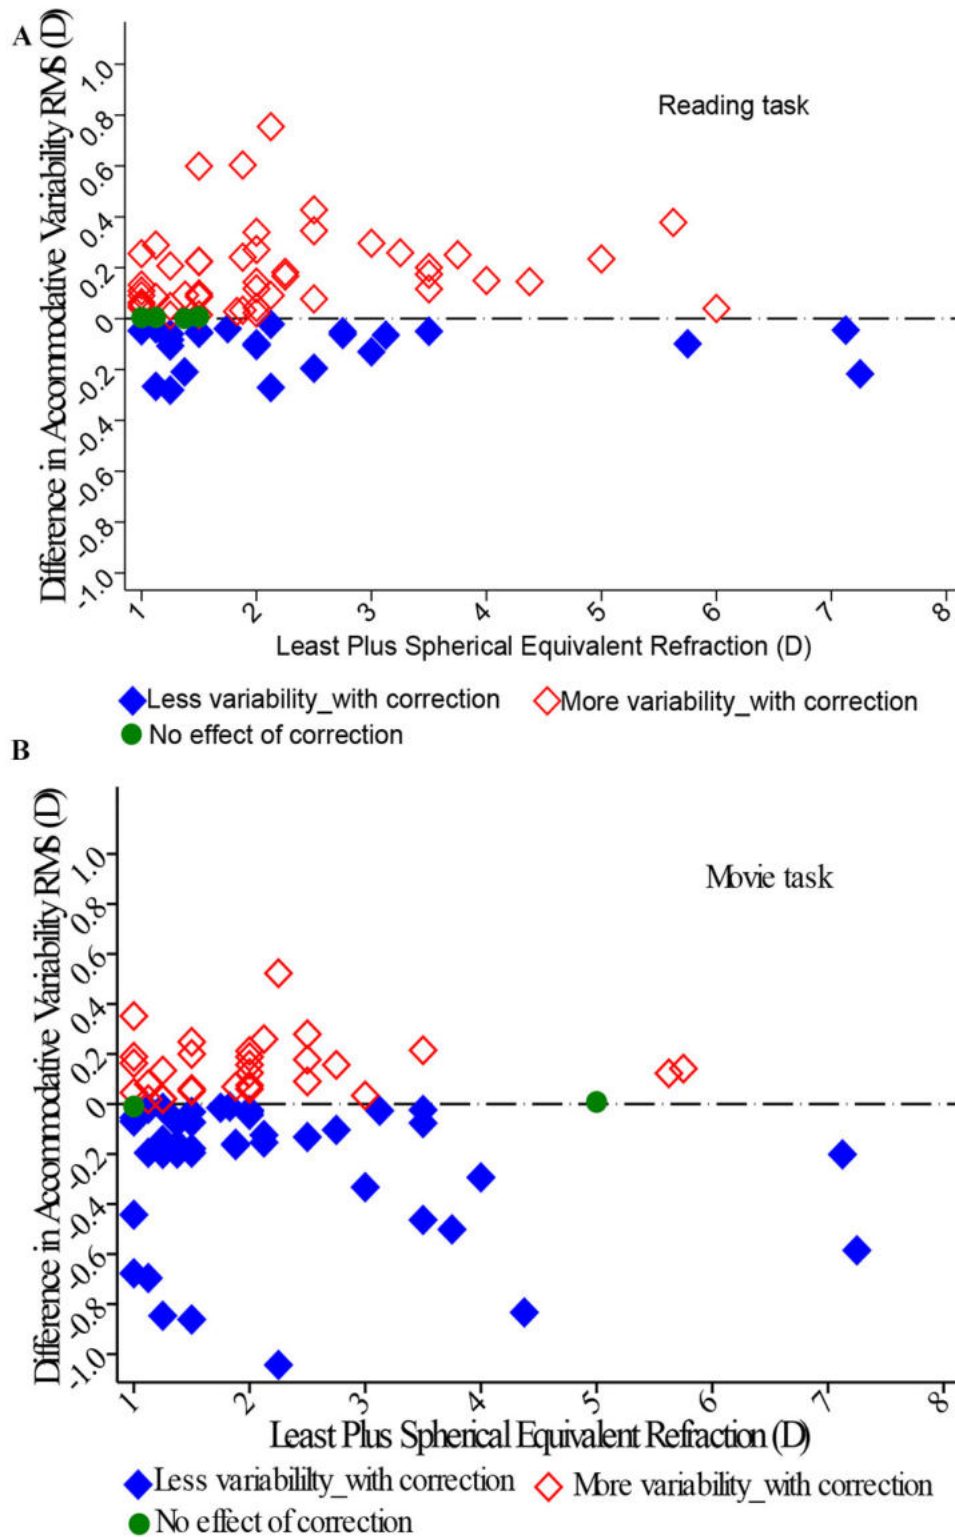 A
Difference in Accommodative Variability RMS (D)
1.0
0.8
0.6
0.4
0.2
0
-0.2
-0.4
-0.6
-0.8
-1.0
Reading task
1 2 3 4 5 6 7 8
Least Plus Spherical Equivalent Refraction (D)
Less variability_with correction More variability_with correction
No effect of correction
B
Difference in Accommodative Variability RMS (D)
1.0
0.8
0.6
0.4
0.2
0
-0.2
-0.4
-0.6
-0.8
-1.0
Movie task
1 2 3 4 5 6 7 8
Least Plus Spherical Equivalent Refraction (D)
Less variabililty_with correction More variability_with correction
No effect of correction